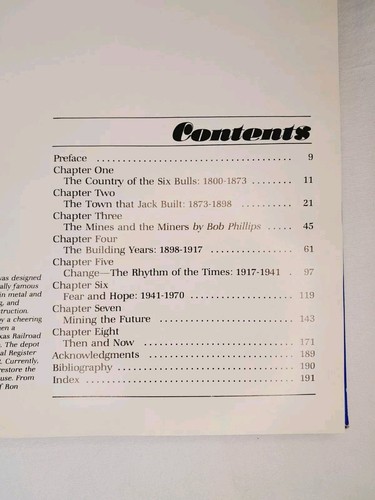 Contents
Preface 9
Chapter One
The Country of the Six Bulls: 1800-1873 11
Chapter Two
The Town that Jack Built: 1873-1898 21
Chapter Three
The Mines and the Miners by Bob Phillips 45
Chapter Four
The Building Years: 1898-1917 61
Chapter Five
Change—The Rhythm of the Times: 1917-1941 97
Chapter Six
Fear and Hope: 1941-1970 119
Chapter Seven
Mining the Future 143
Chapter Eight
Then and Now 171
Acknowledgments 189
Bibliography 190
Index 191
was designed
ally famous
in metal and
g, and
struction.
by a cheering
en a
xas Railroad
. The depot
al Register
. Currently,
restore the
use. From
f Ron